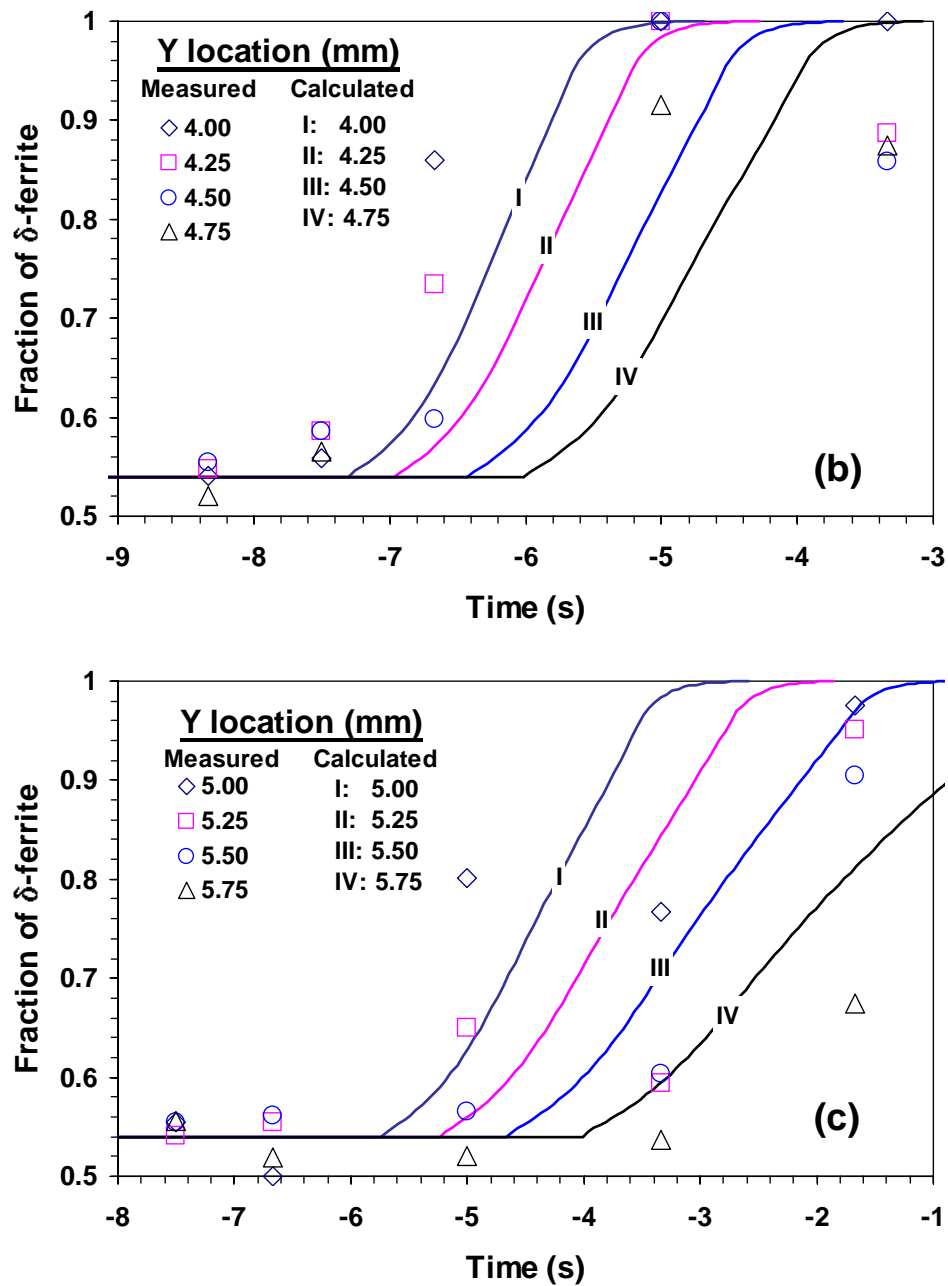 1
0.9
0.8
0.7
0.6
0.5
Fraction of δ-ferrite
Y location (mm)
Measured Calculated
4.00 I: 4.00
4.25 II: 4.25
4.50 III: 4.50
4.75 IV: 4.75
I
II
III
IV
(b)
-9 -8 -7 -6 -5 -4 -3
Time (s)
1
0.9
0.8
0.7
0.6
0.5
Fraction of δ-ferrite
Y location (mm)
Measured Calculated
5.00 I: 5.00
5.25 II: 5.25
5.50 III: 5.50
5.75 IV: 5.75
I
II
III
IV
(c)
-8 -7 -6 -5 -4 -3 -2 -1
Time (s)